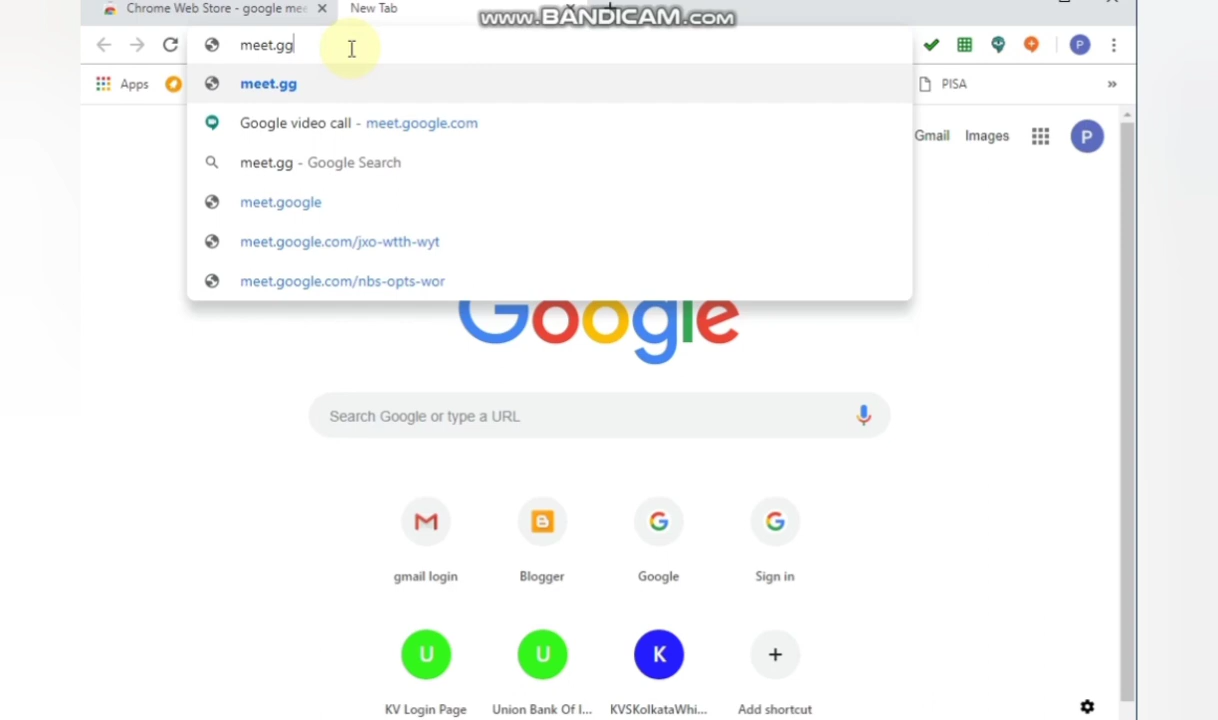 Chrome Web Store - google mee
New Tab
www.BANDICAM.com
meet.gg
Apps
PISA
»
meet.gg
Google video call - meet.google.com
meet.gg - Google Search
meet.google
meet.google.com/jxo-wtth-wyt
meet.google.com/nbs-opts-wor
Gmail Images P
P
Google
Search Google or type a URL
gmail login Blogger Google Sign in
U U K
KV Login Page Union Bank Of I... KVSKolkataWhi... Add shortcut